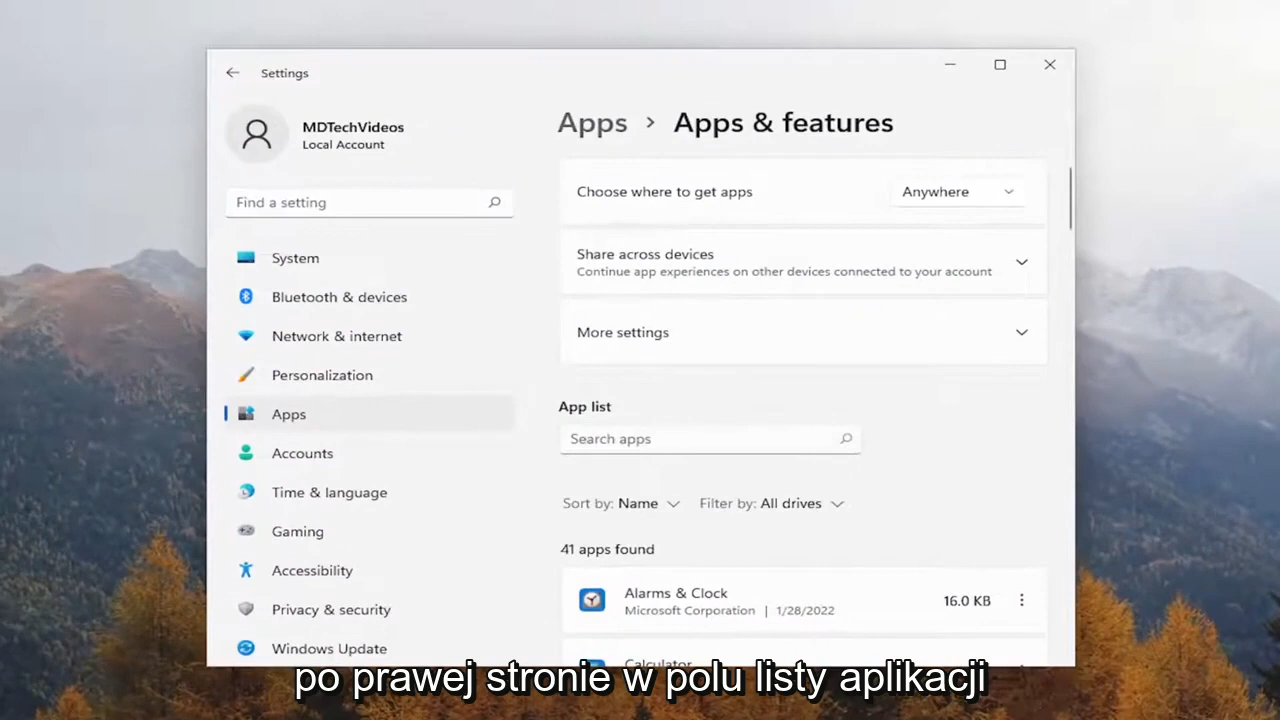 Settings
MDTechVideos
Local Account
Find a setting
System
Bluetooth & devices
Network & internet
Personalization
Apps
Accounts
Time & language
Gaming
Accessibility
Privacy & security
Windows Update
Apps › Apps & features
Choose where to get apps Anywhere
Share across devices
Continue app experiences on other devices connected to your account
More settings
App list
Search apps
Sort by: Name Filter by: All drives
41 apps found
Alarms & Clock
Microsoft Corporation | 1/28/2022
16.0 KB
Calculator
po prawej stronie w polu listy aplikacji